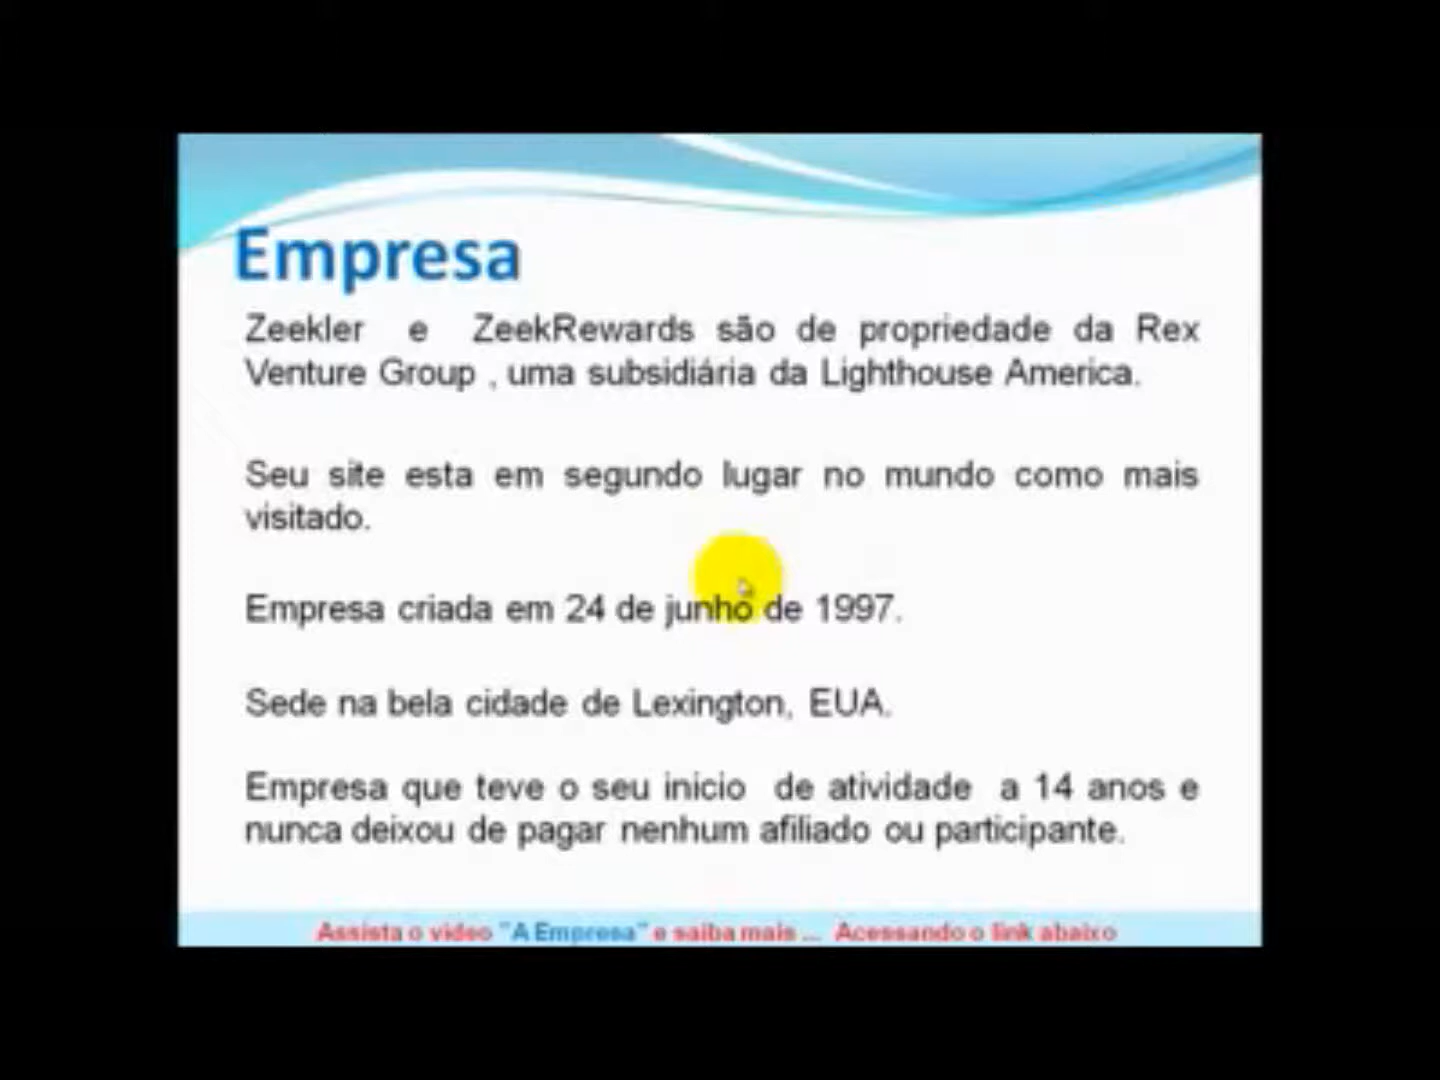 Empresa
Zeekler e ZeekRewards são de propriedade da Rex
Venture Group , uma subsidiária da Lighthouse America.
Seu site esta em segundo lugar no mundo como mais
visitado.
Empresa criada em 24 de junho de 1997.
Sede na bela cidade de Lexington, EUA.
Empresa que teve o seu inicio de atividade a 14 anos e
nunca deixou de pagar nenhum afiliado ou participante.
Assista o video "A Empresa" e saiba mais ... Acessando o link abaixo